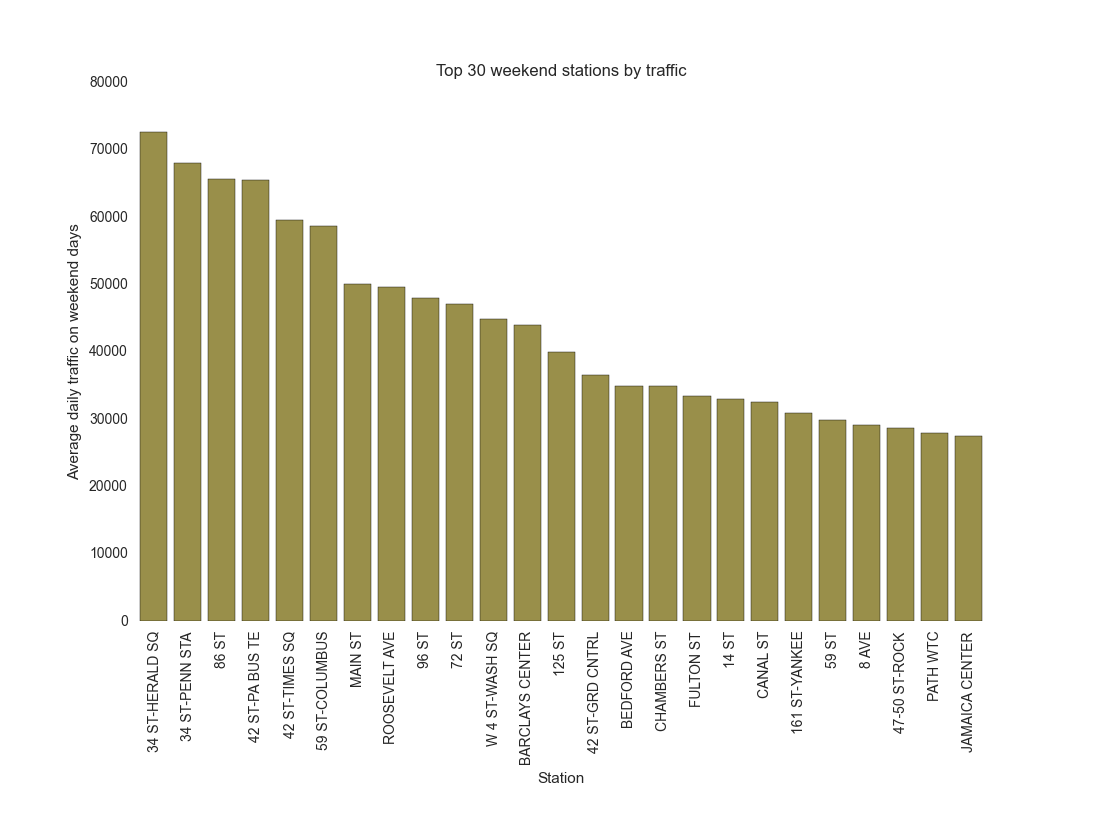 Top 30 weekend stations by traffic
80000
70000
60000
50000
40000
30000
20000
10000
0
Average daily traffic on weekend days
34 ST-HERALD SQ
34 ST-PENN STA
86 ST
42 ST-PA BUS TE
42 ST-TIMES SQ
59 ST-COLUMBUS
MAIN ST
ROOSEVELT AVE
96 ST
72 ST
W 4 ST-WASH SQ
BARCLAYS CENTER
125 ST
42 ST-GRD CNTRL
BEDFORD AVE
CHAMBERS ST
FULTON ST
14 ST
CANAL ST
161 ST-YANKEE
59 ST
8 AVE
47-50 ST-ROCK
PATH WTC
JAMAICA CENTER
Station